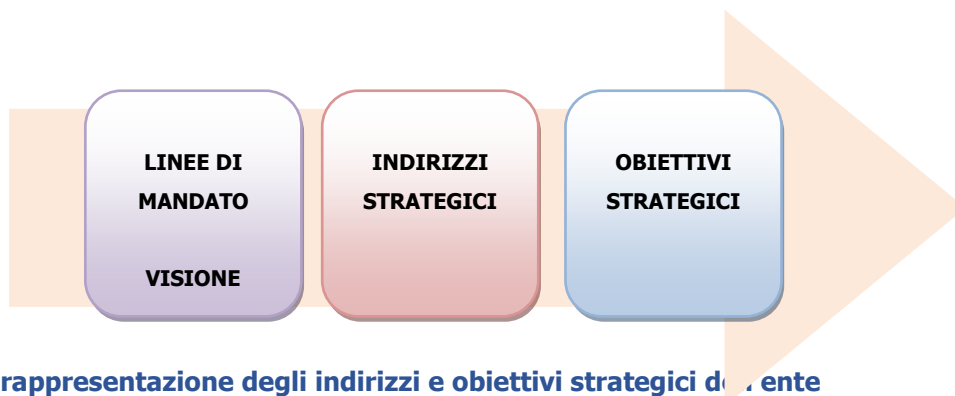 LINEE DI
MANDATO
VISIONE
INDIRIZZI
STRATEGICI
OBIETTIVI
STRATEGICI
rappresentazione degli indirizzi e obiettivi strategici ente